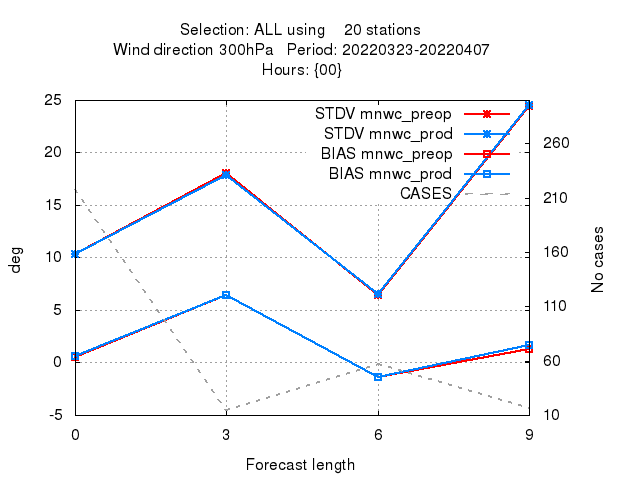 Selection: ALL using    20 stations
Wind direction 300hPa   Period: 20220323-20220407
Hours: {00}
STDV mnwc_preop
STDV mnwc_prod
BIAS mnwc_preop
BIAS mnwc_prod
CASES
25
20
15
10
5
0
-5
deg
260
210
160
110
60
10
No cases
0 3 6 9
Forecast length